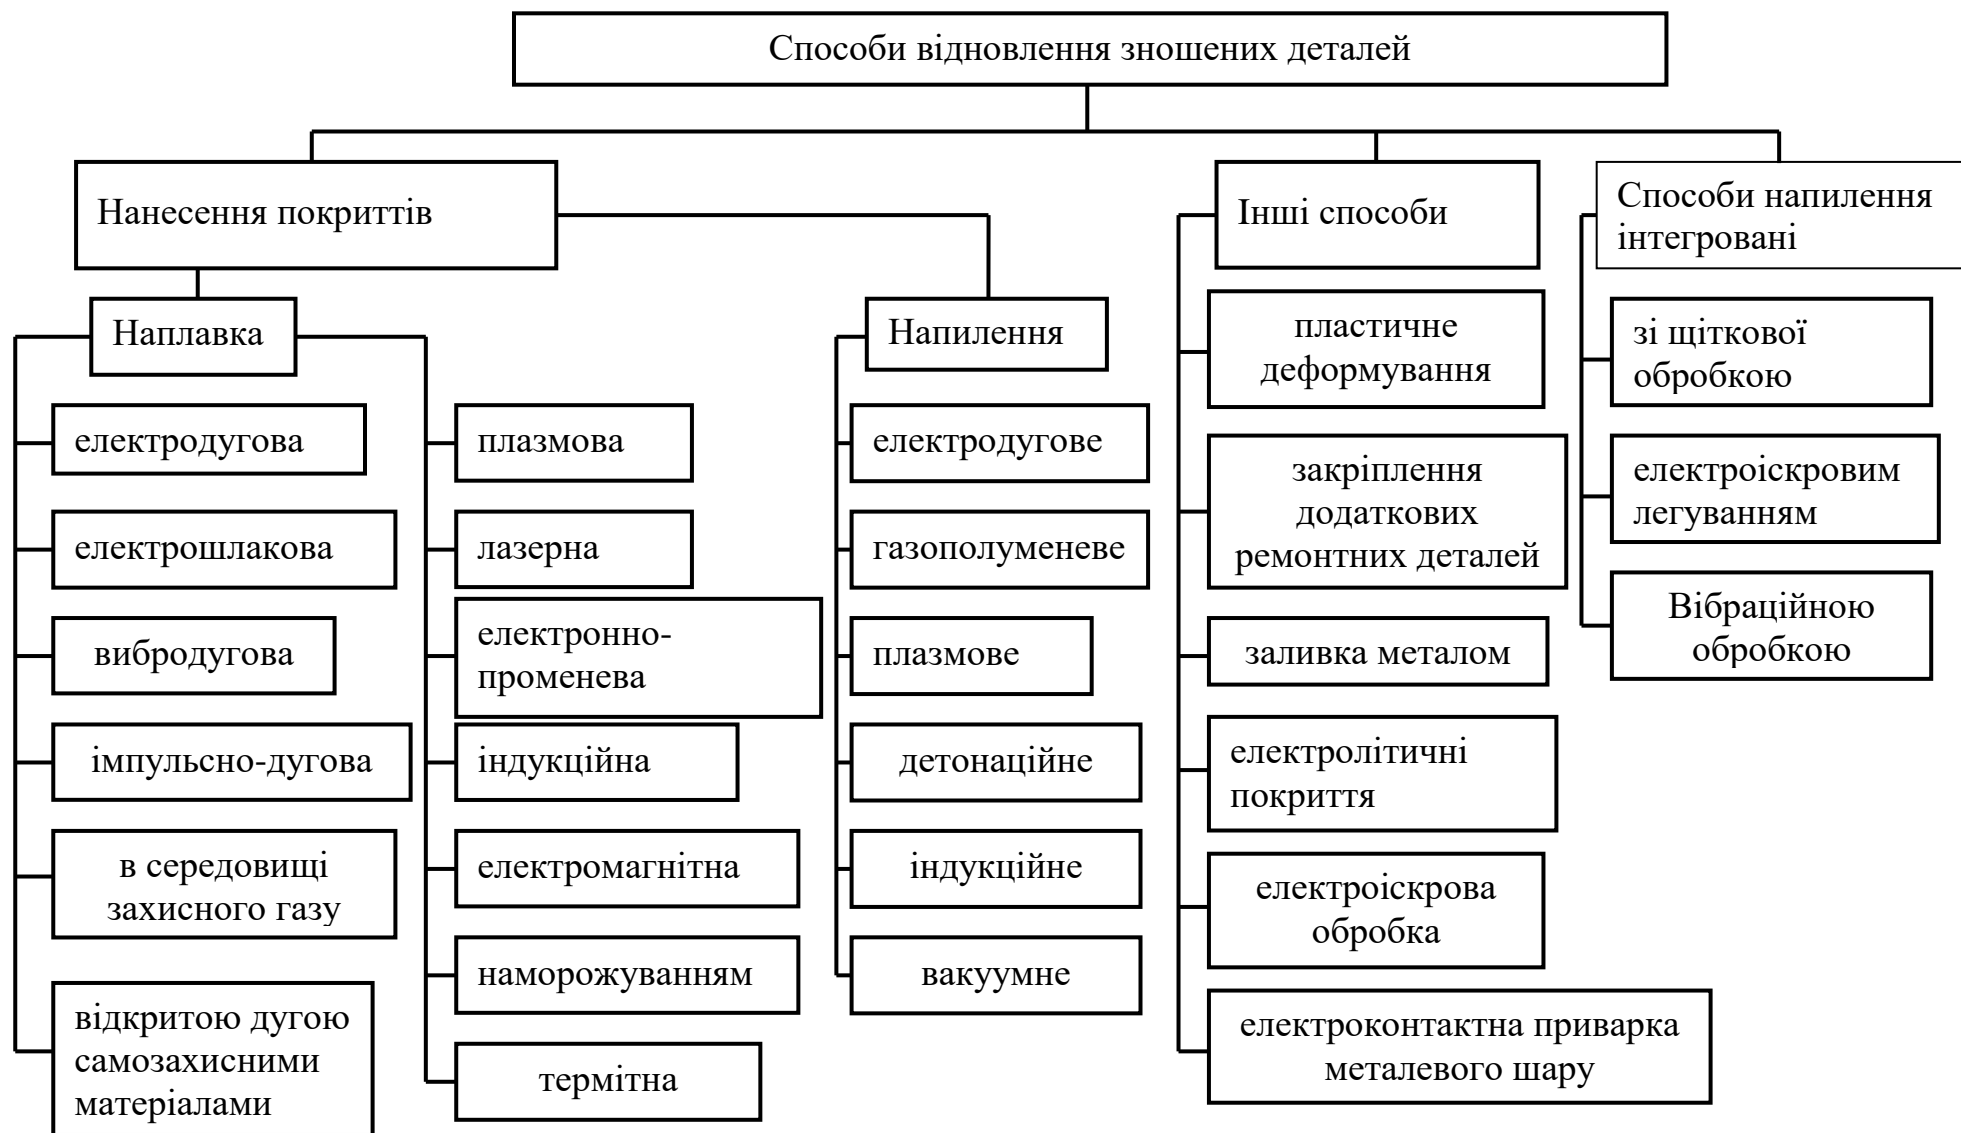 Способи відновлення зношених деталей
Нанесення покриттів
Інші способи
Способи напилення
інтегровані
Наплавка
Напилення
електродугова
електрошлакова
вибродугова
імпульсно-дугова
в середовищі
захисного газу
відкритою дугою
самозахисними
матеріалами
плазмова
лазерна
електронно-
променева
індукційна
електромагнітна
наморожуванням
термітна
електродугове
газополуменеве
плазмове
детонаційне
індукційне
вакуумне
пластичне
деформування
закріплення
додаткових
ремонтних деталей
заливка металом
електролітичні
покриття
електроіскрова
обробка
електроконтактна приварка
металевого шару
зі щіткової
обробкою
електроіскровим
легуванням
Вібраційною
обробкою